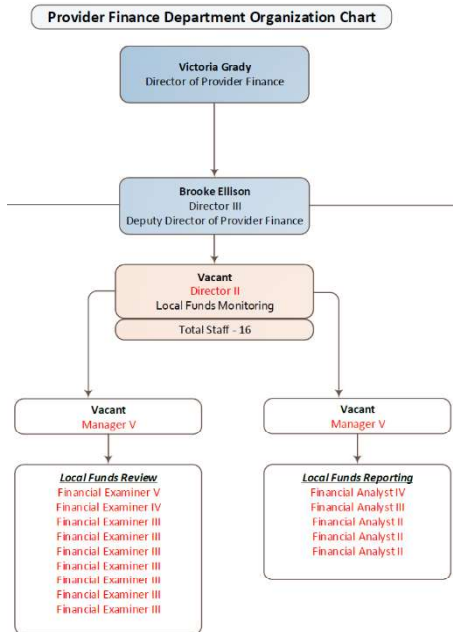 Provider Finance Department Organization Chart
Victoria Grady
Director of Provider Finance
Brooke Ellison
Director III
Deputy Director of Provider Finance
Vacant
Director II
Local Funds Monitoring
Total Staff - 16
Vacant
Manager V
Local Funds Review
Financial Examiner V
Financial Examiner IV
Financial Examiner III
Financial Examiner III
Financial Examiner III
Financial Examiner III
Financial Examiner III
Financial Examiner III
Financial Examiner III
Vacant
Manager V
Local Funds Reporting
Financial Analyst IV
Financial Analyst III
Financial Analyst II
Financial Analyst II
Financial Analyst II